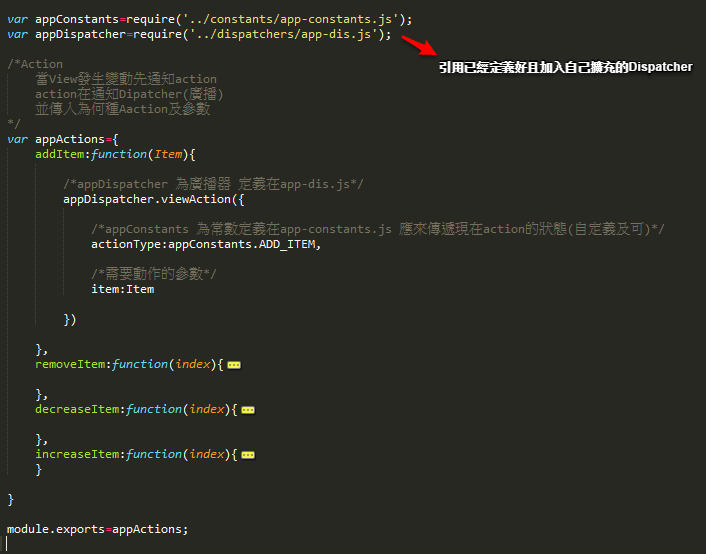 var appConstants=require('../constants/app-constants.js');
var appDispatcher=require('../dispatchers/app-dis.js');
引用已經定義好且加入自己擴充的Dispatcher
/*Action
當View發生變動先通知action
action在通知Dipatcher(廣播)
並傳入為何種Aaction及參數
*/
var appActions={
addItem:function(Item){
/*appDispatcher 為廣播器 定義在app-dis.js*/
appDispatcher.viewAction({
/*appConstants 為常數定義在app-constants.js 應來傳遞現在action的狀態(自定義及可)*/
actionType:appConstants.ADD_ITEM,
/*需要動作的參數*/
item:Item
})
},
removeItem:function(index){
},
decreaseItem:function(index){
},
increaseItem:function(index){
}
}
module.exports=appActions;